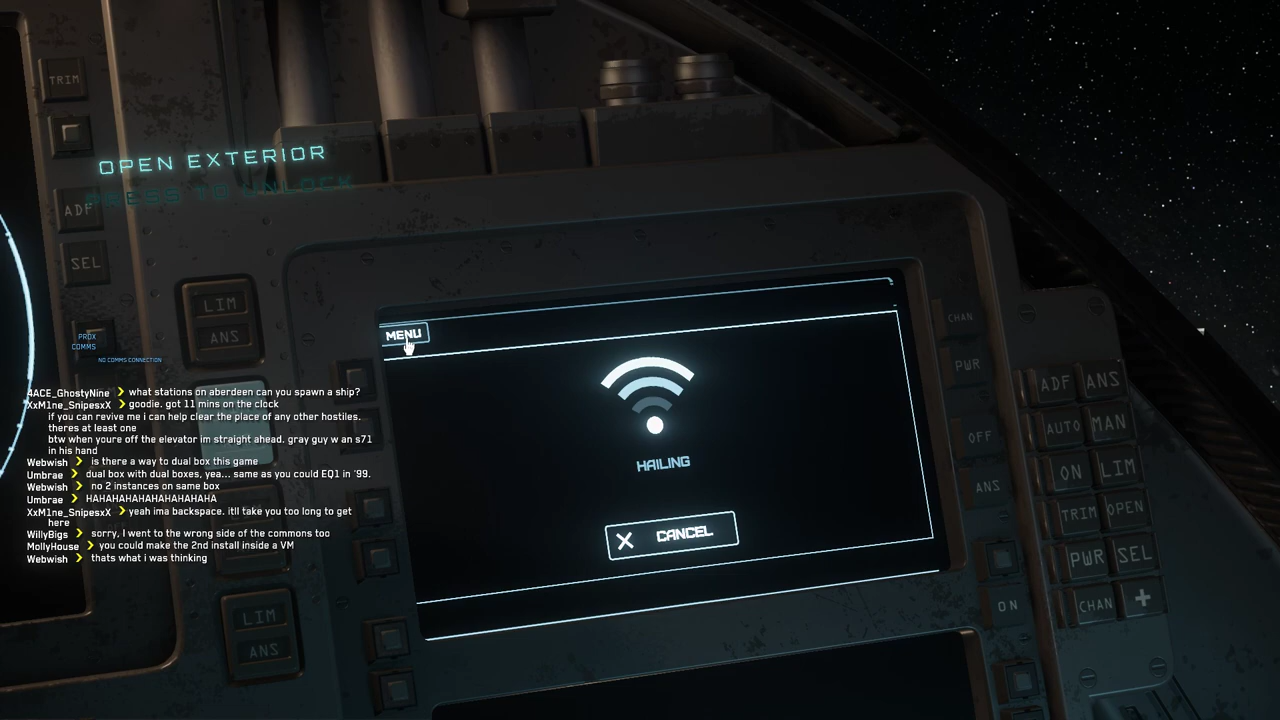 TRIM
OPEN EXTERIOR
PRESS TO UNLOCK
ADF
SEL
LIM
ANS
PROX
COMMS
NO COMMS CONNECTION
MENU
HAILING
CANCEL
4ACE_GhostyNine > what stations on aberdeen can you spawn a ship?
XxM1ne_SnipesxX > goodie. got 11 mins on the clock
if you can revive me i can help clear the place of any other hostiles.
theres at least one
btw when youre off the elevator im straight ahead. gray guy w an s71
in his hand
Webwish > is there a way to dual box this game
Umbrae > dual box with dual boxes, yea... same as you could EQ1 in '99.
Webwish > no 2 instances on same box
Umbrae > HAHAHAHAHAHAHAHAHAHA
XxM1ne_SnipesxX > yeah ima backspace. itll take you too long to get
here
WillyBigs > sorry, I went to the wrong side of the commons too
MollyHouse > you could make the 2nd install inside a VM
Webwish > thats what i was thinking
LIM
ANS
CHAN
PWR
OFF
ANS
ON
ADF ANS
AUTO MAN
ON LIM
TRIM OPEN
PWR SEL
CHAN +